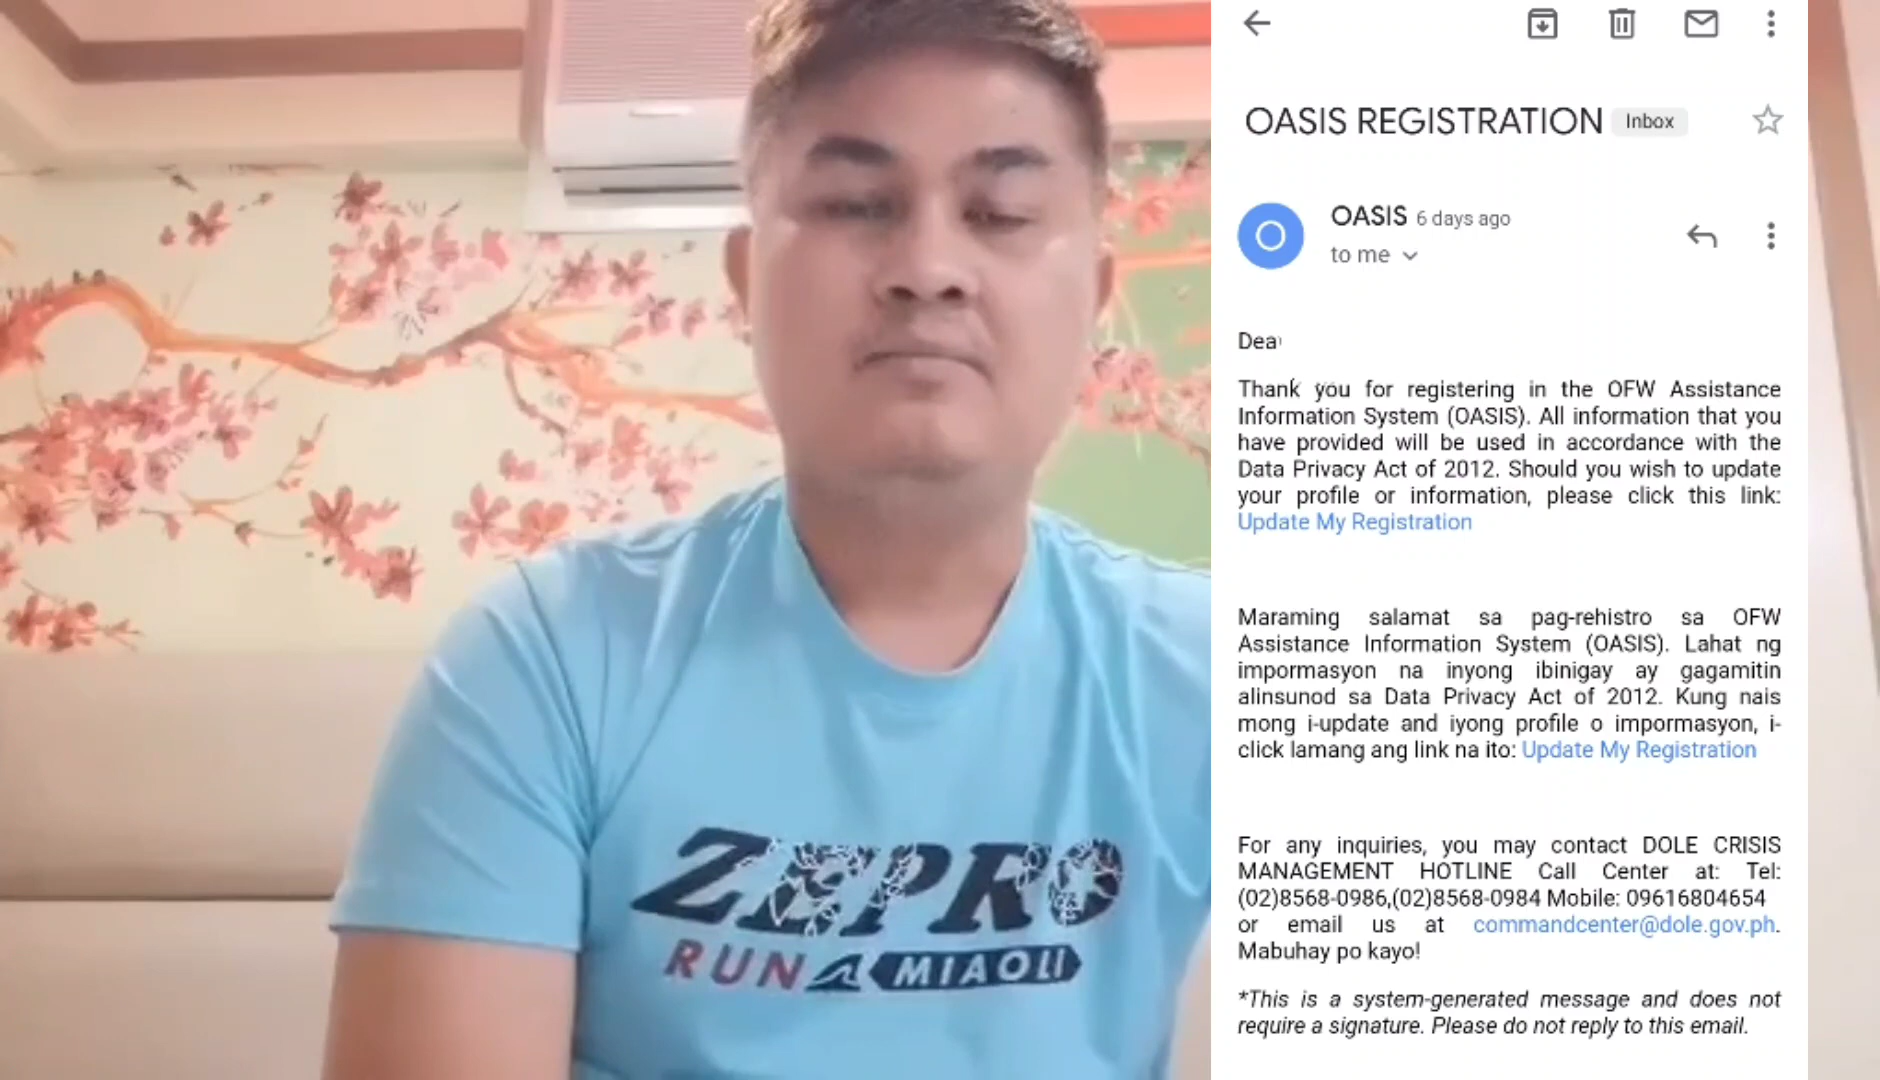 ZEPRO
RUN
MIAOLI
OASIS REGISTRATION Inbox
O
OASIS 6 days ago
to me
Dea
Thank you for registering in the OFW Assistance
Information System (OASIS). All information that you
have provided will be used in accordance with the
Data Privacy Act of 2012. Should you wish to update
your profile or information, please click this link:
Update My Registration
Maraming salamat sa pag-rehistro sa OFW
Assistance Information System (OASIS). Lahat ng
impormasyon na inyong ibinigay ay gagamitin
alinsunod sa Data Privacy Act of 2012. Kung nais
mong i-update and iyong profile o impormasyon, i-
click lamang ang link na ito: Update My Registration
For any inquiries, you may contact DOLE CRISIS
MANAGEMENT HOTLINE Call Center at: Tel:
(02)8568-0986,(02)8568-0984 Mobile: 09616804654
or email us at commandcenter@dole.gov.ph.
Mabuhay po kayo!
*This is a system-generated message and does not
require a signature. Please do not reply to this email.